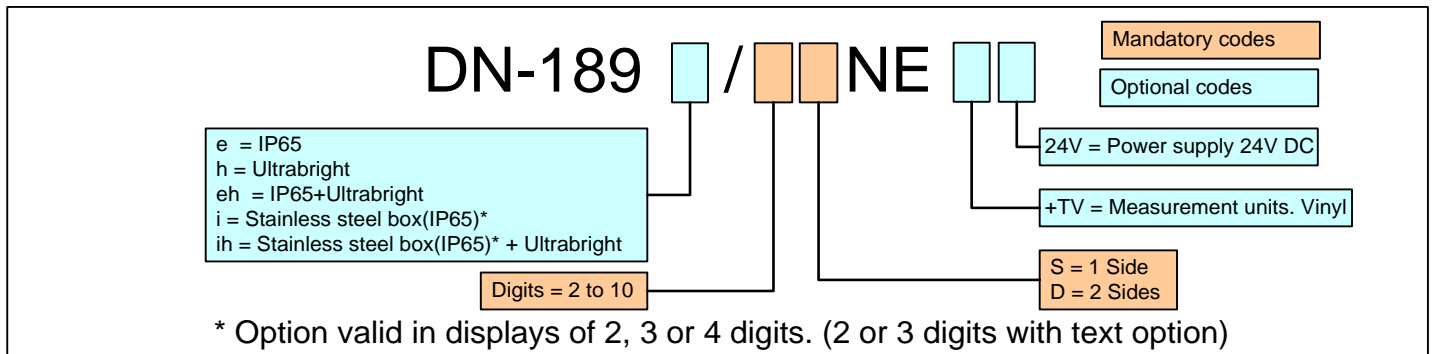 DN-189 / NE
Mandatory codes
Optional codes
e = IP65
h = Ultrabright
eh = IP65+Ultrabright
i = Stainless steel box(IP65)*
ih = Stainless steel box(IP65)* + Ultrabright
24V = Power supply 24V DC
+TV = Measurement units. Vinyl
Digits = 2 to 10
S = 1 Side
D = 2 Sides
* Option valid in displays of 2, 3 or 4 digits. (2 or 3 digits with text option)